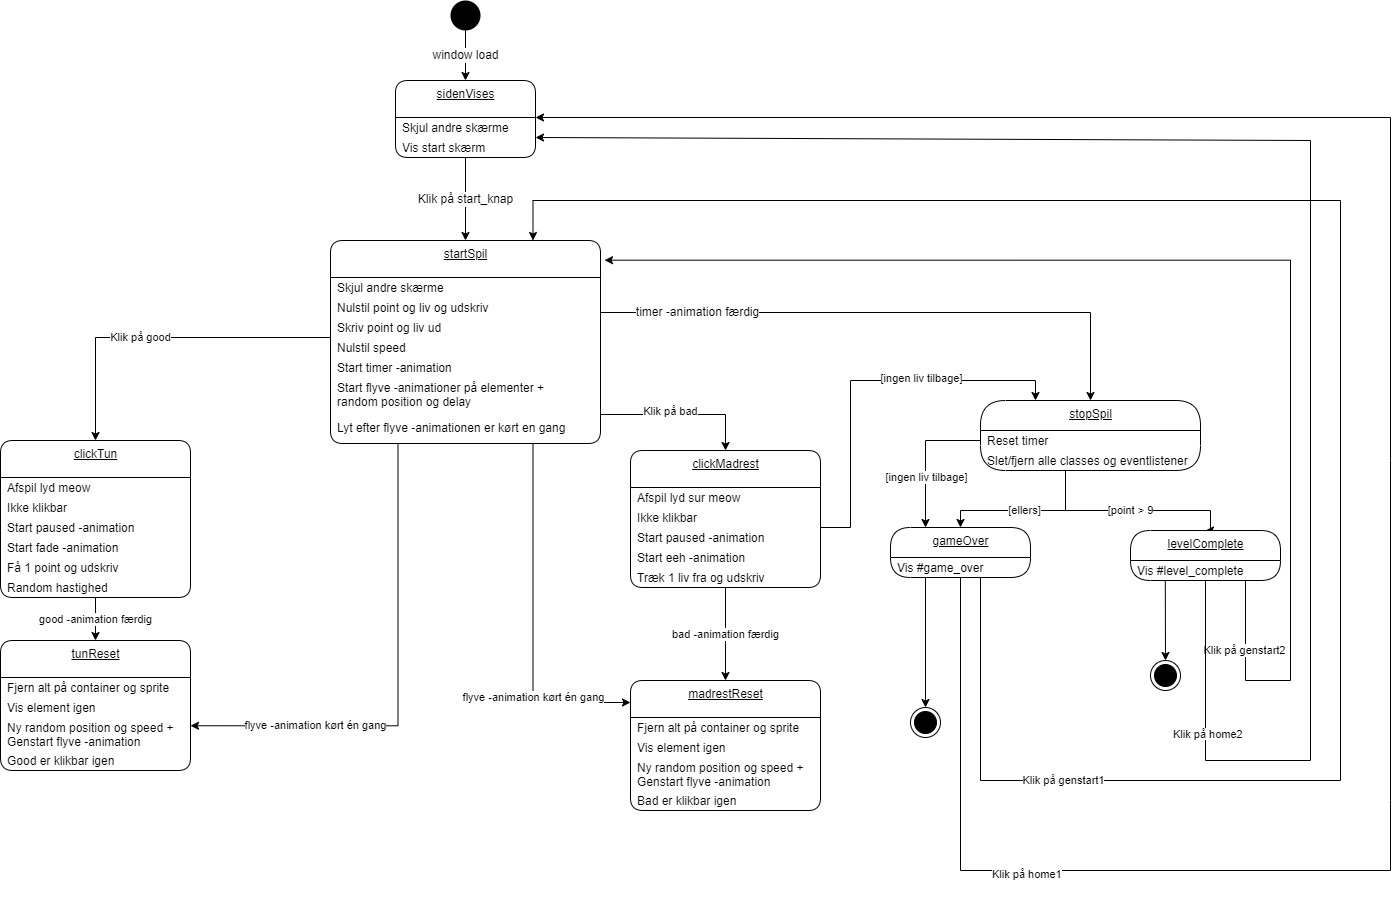 window load
sidenVises
Skjul andre skærme
Vis start skærm
Klik på start_knap
startSpil
Skjul andre skærme
Nulstil point og liv og udskriv
Skriv point og liv ud
Nulstil speed
Start timer -animation
Start flyve -animationer på elementer +
random position og delay
Lyt efter flyve -animationen er kørt en gang
timer -animation færdig
Klik på good
Klik på bad
[ingen liv tilbage]
stopSpil
Reset timer
Slet/fjern alle classes og eventlistener
clickTun
Afspil lyd meow
Ikke klikbar
Start paused -animation
Start fade -animation
Få 1 point og udskriv
Random hastighed
clickMadrest
Afspil lyd sur meow
Ikke klikbar
Start paused -animation
Start eeh -animation
Træk 1 liv fra og udskriv
[ingen liv tilbage]
[ellers]
[point > 9
gameOver
Vis #game_over
levelComplete
Vis #level_complete
good -animation færdig
bad -animation færdig
tunReset
Fjern alt på container og sprite
Vis element igen
Ny random position og speed +
Genstart flyve -animation
Good er klikbar igen
flyve -animation kørt én gang
flyve -animation kørt én gang
madrestReset
Fjern alt på container og sprite
Vis element igen
Ny random position og speed +
Genstart flyve -animation
Bad er klikbar igen
Klik på genstart2
Klik på home2
Klik på genstart1
Klik på home1